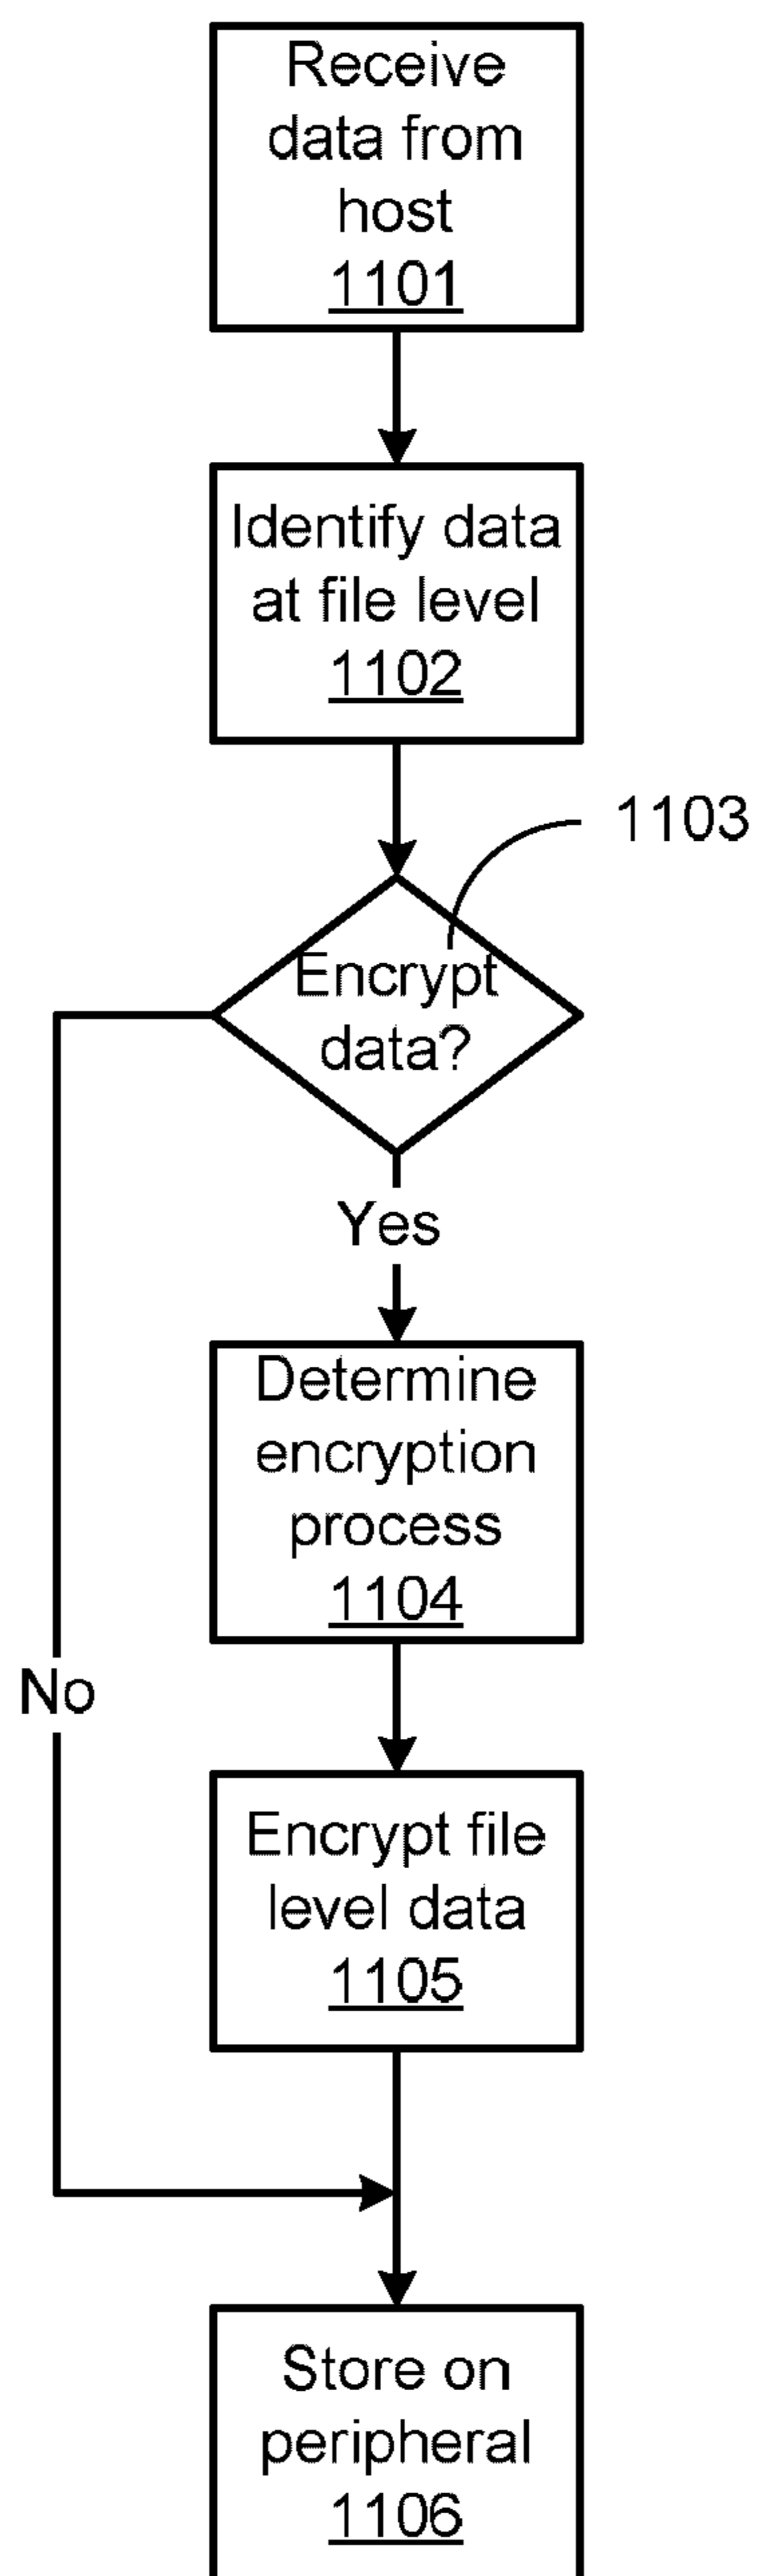 Receive
data from
host
1101
Identify data
at file level
1102
1103
Encrypt
data?
Yes
Determine
encryption
process
1104
No
Encrypt file
level data
1105
Store on
peripheral
1106